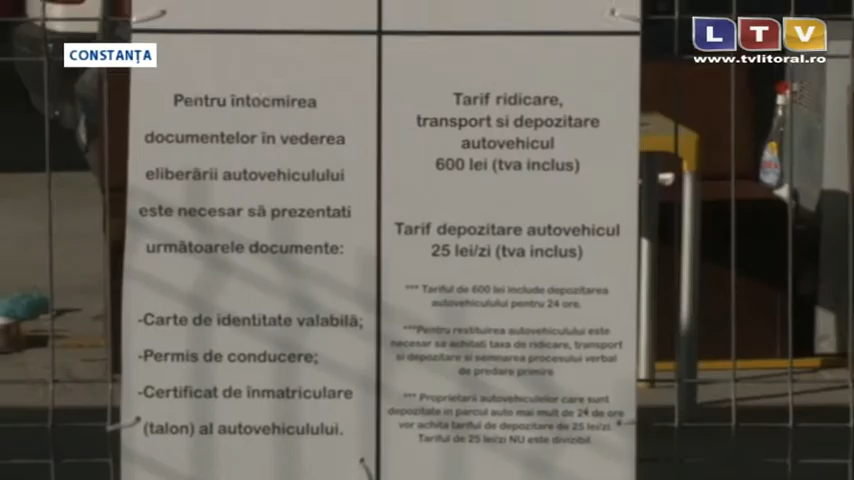 CONSTANȚA
LTV
www.tvlitoral.ro
Pentru întocmirea
documentelor în vederea
eliberării autovehiculului
este necesar să prezentati
următoarele documente:
-Carte de identitate valabilă;
-Permis de conducere;
-Certificat de înmatriculare
(talon) al autovehiculului.
Tarif ridicare,
transport si depozitare
autovehicul
600 lei (tva inclus)
Tarif depozitare autovehicul
25 lei/zi (tva inclus)
*** Tariful de 600 lei include depozitarea
autovehiculului pentru 24 ore.
***Pentru restituirea autovehiculului este
necesar se achitati taxa de ridicare, transport
si depozitare si semnarea procesului verbal
de predare primire
*** Proprietarii autovehiculelor care sunt
depozitate in parcul auto mai mult de 24 de ore
vor achita tariful de depozitare de 25 lei/zi.
Tariful de 25 lei/zi NU este divizibil.